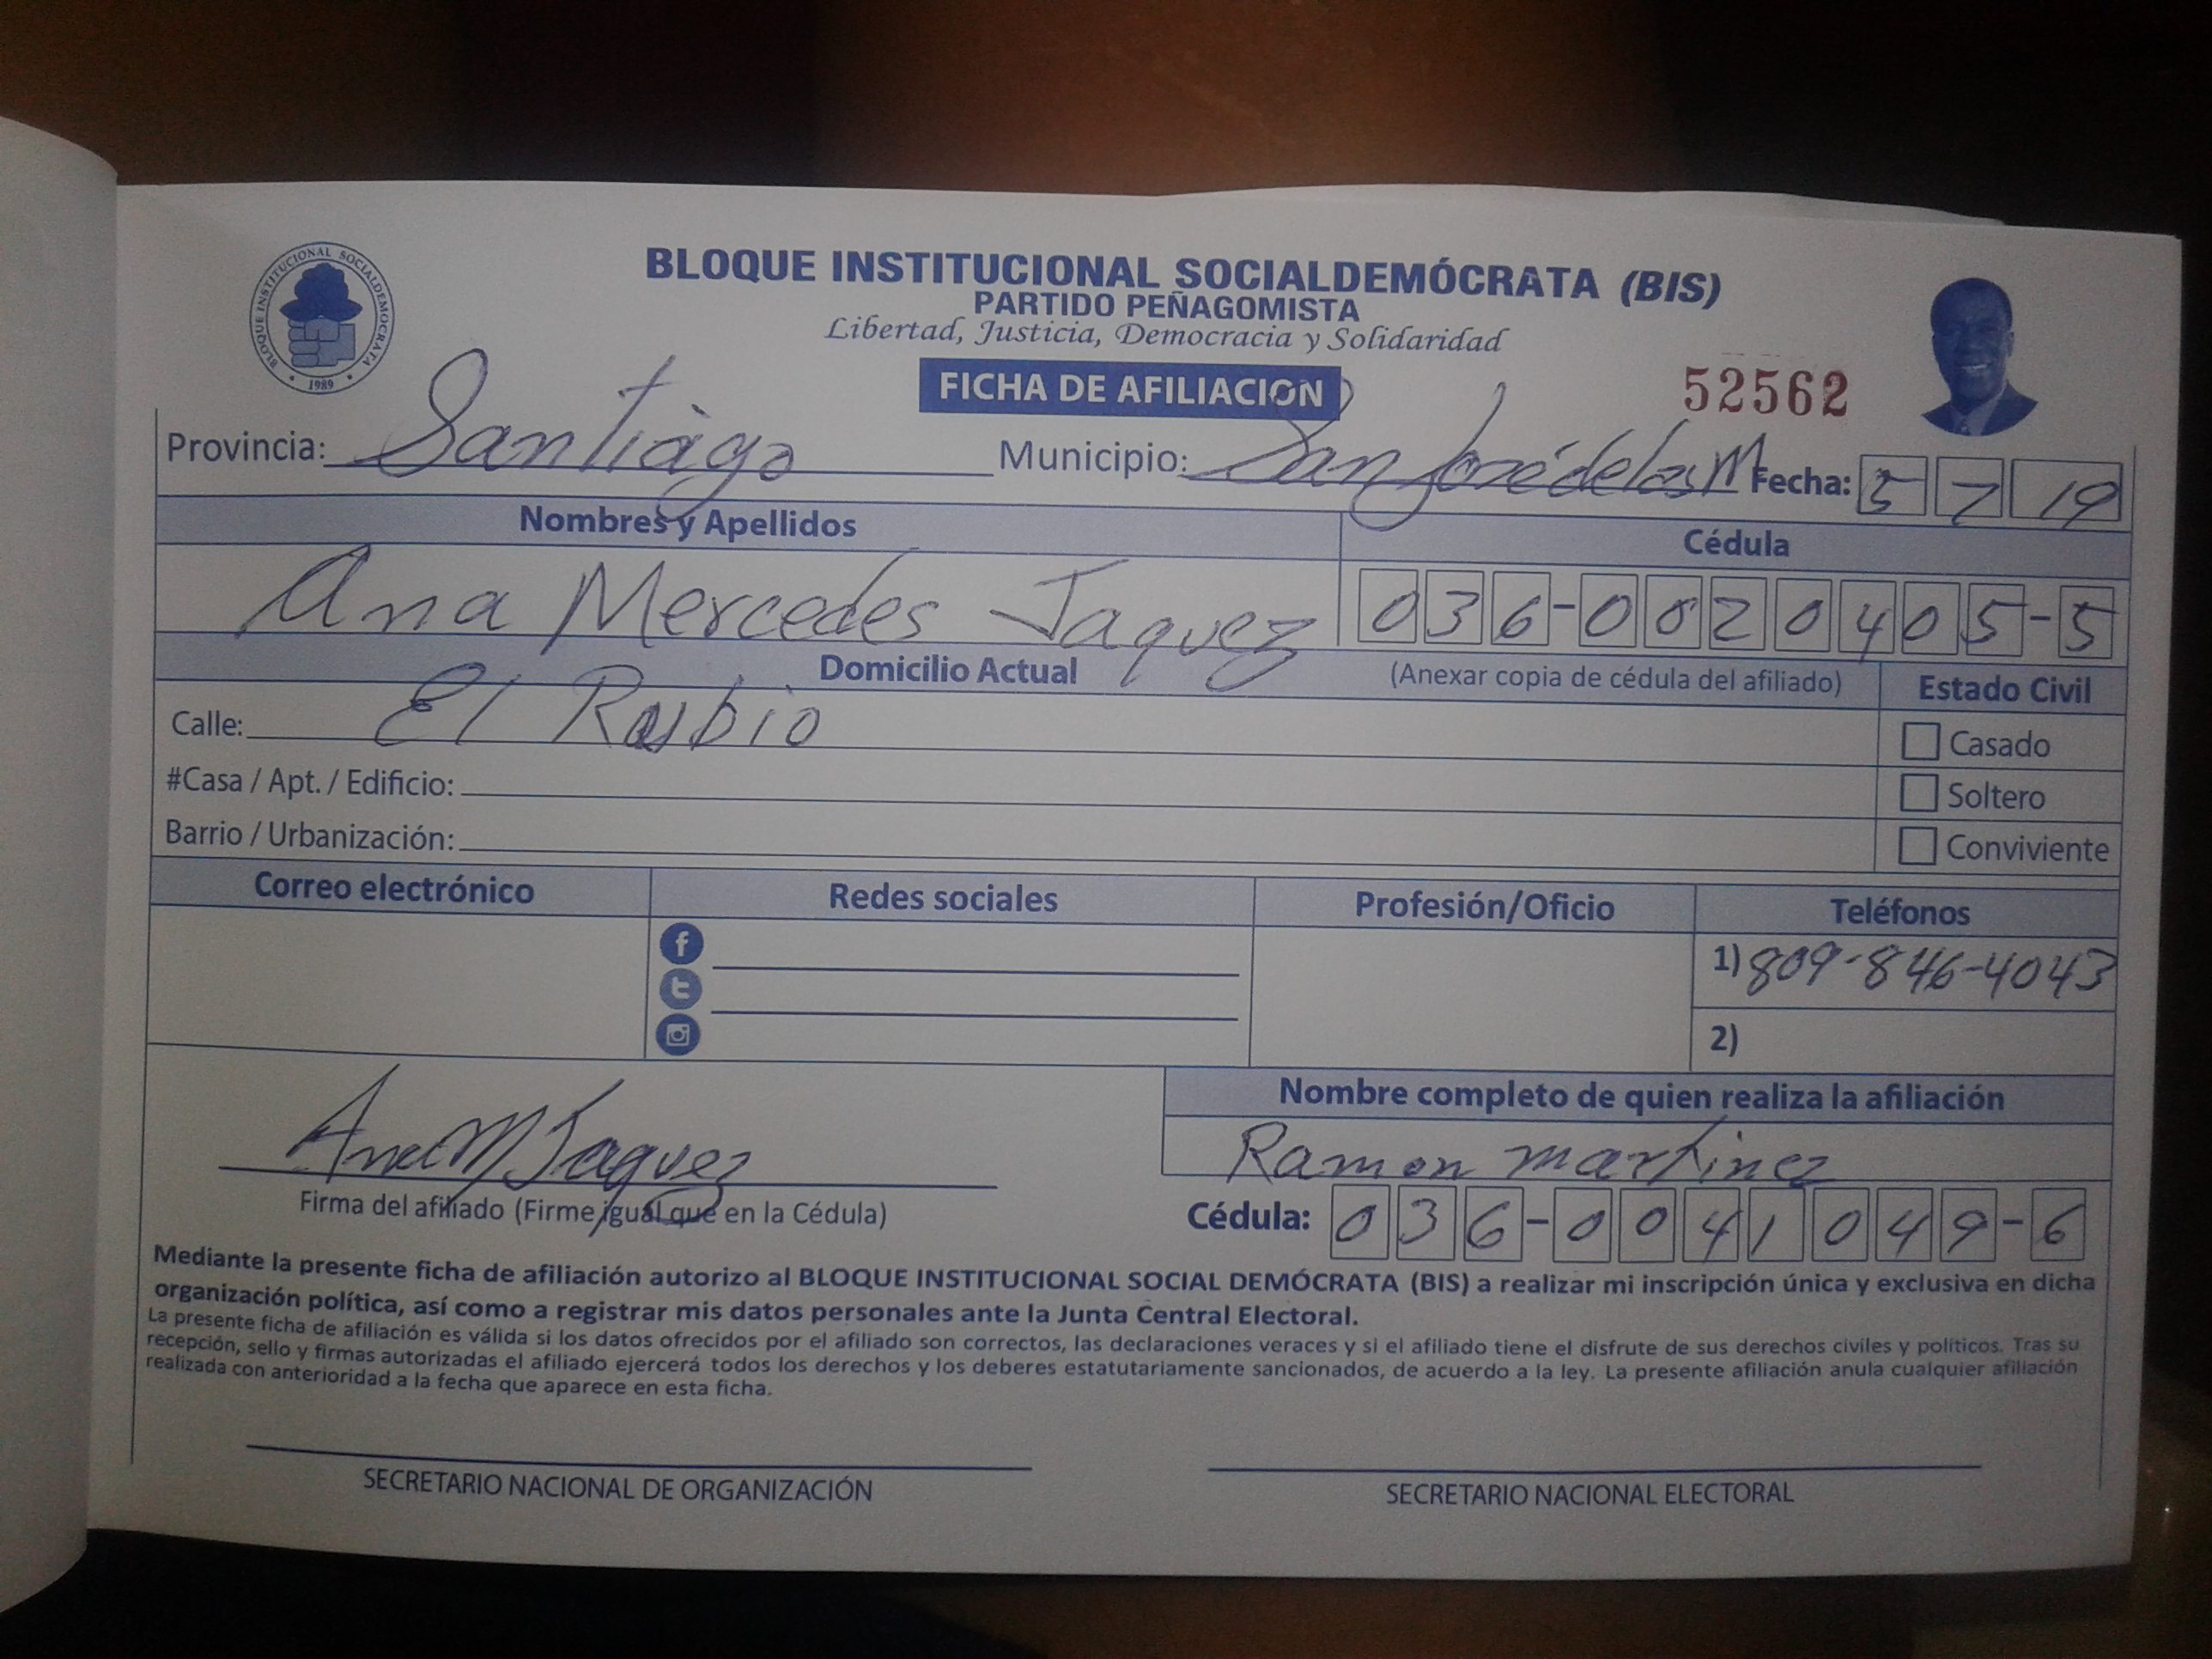 BLOQUE INSTITUCIONAL SOCIALDEMOCRATA
1989
BLOQUE INSTITUCIONAL SOCIALDEMÓCRATA (BIS)
PARTIDO PEÑAGOMISTA
Libertad, Justicia, Democracia y Solidaridad
FICHA DE AFILIACION
52562
Provincia: Santiago Municipio: San José de las M Fecha: 5 7 19
Nombres y Apellidos Cédula
Ana Mercedes Jaquez 036-0020405-5
Domicilio Actual (Anexar copia de cédula del afiliado) Estado Civil
Calle: El Rubio Casado
#Casa / Apt. / Edificio: Soltero
Barrio / Urbanización: Conviviente
Correo electrónico Redes sociales Profesión/Oficio Teléfonos
1) 809-846-4043
2)
Nombre completo de quien realiza la afiliación
Ana M Jaquez Ramon martinez
Firma del afiliado (Firme igual que en la Cédula) Cédula: 036-0041049-6
Mediante la presente ficha de afiliación autorizo al BLOQUE INSTITUCIONAL SOCIAL DEMÓCRATA (BIS) a realizar mi inscripción única y exclusiva en dicha
organización política, así como a registrar mis datos personales ante la Junta Central Electoral.
La presente ficha de afiliación es válida si los datos ofrecidos por el afiliado son correctos, las declaraciones veraces y si el afiliado tiene el disfrute de sus derechos civiles y políticos. Tras su
recepción, sello y firmas autorizadas el afiliado ejercerá todos los derechos y los deberes estatutariamente sancionados, de acuerdo a la ley. La presente afiliación anula cualquier afiliación
realizada con anterioridad a la fecha que aparece en esta ficha.
SECRETARIO NACIONAL DE ORGANIZACIÓN SECRETARIO NACIONAL ELECTORAL